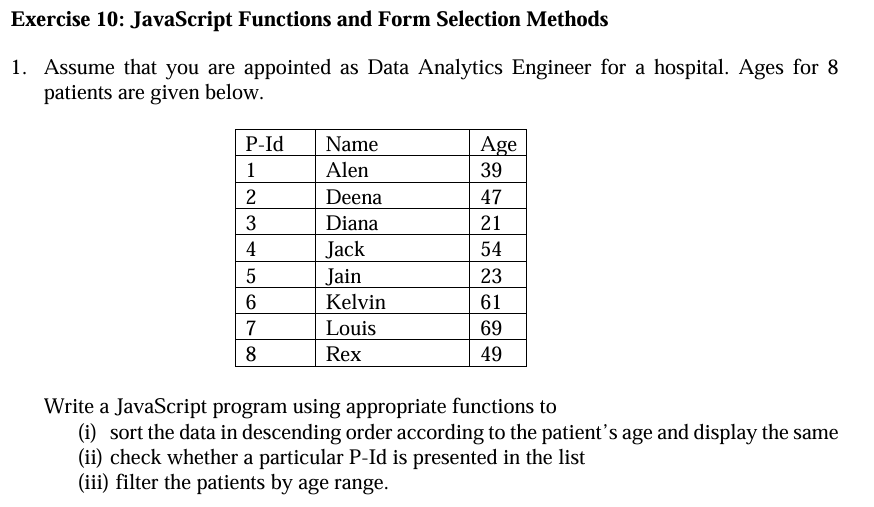 Exercise 10: JavaScript Functions and Form Selection Methods
1. Assume that you are appointed as Data Analytics Engineer for a hospital. Ages for 8
patients are given below.
P-Id Name Age
1 Alen 39
2 Deena 47
3 Diana 21
4 Jack 54
5 Jain 23
6 Kelvin 61
7 Louis 69
8 Rex 49
Write a JavaScript program using appropriate functions to
(i) sort the data in descending order according to the patient's age and display the same
(ii) check whether a particular P-Id is presented in the list
(iii) filter the patients by age range.